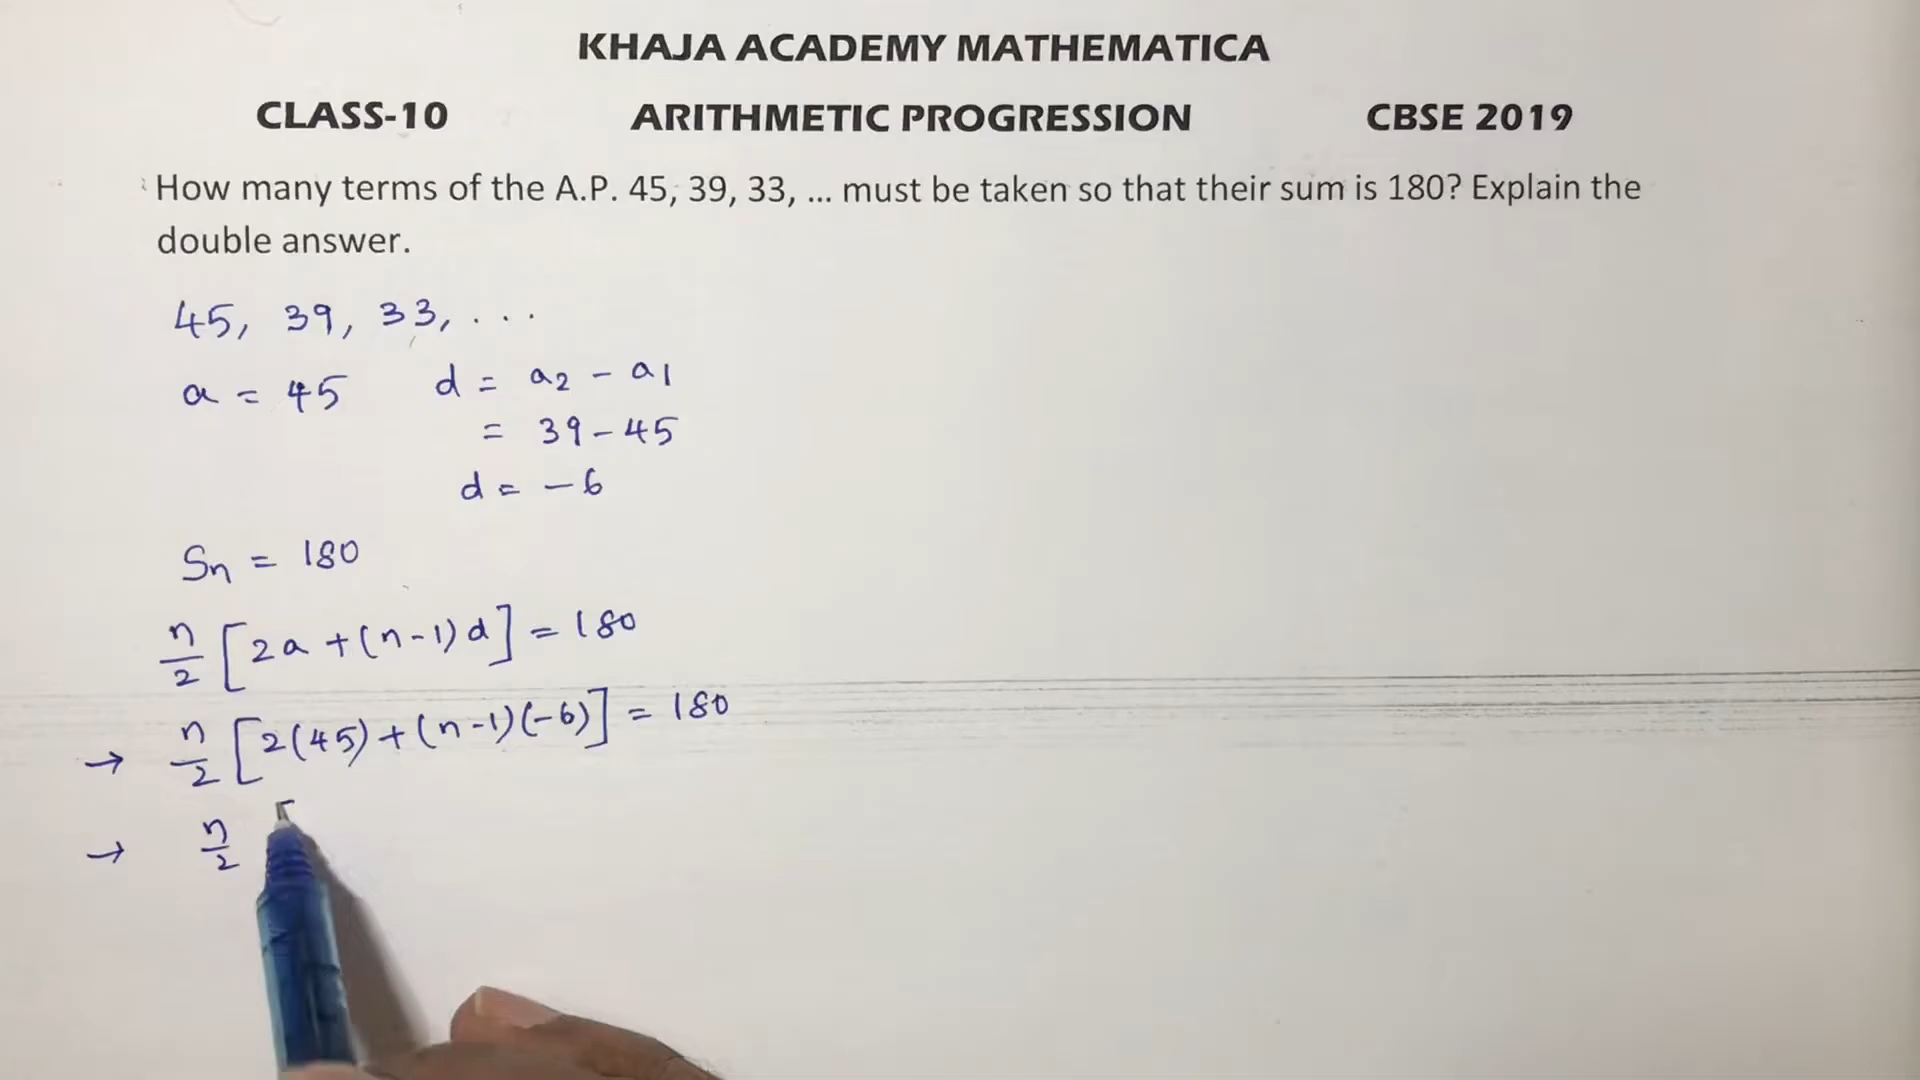 KHAJA ACADEMY MATHEMATICA
CLASS-10 ARITHMETIC PROGRESSION CBSE 2019
How many terms of the A.P. 45, 39, 33, ... must be taken so that their sum is 180? Explain the
double answer.
45, 39, 33, . . .
a = 45 d = a2 - a1
= 39 - 45
d = -6
Sn = 180
n/2 [2a + (n-1)d] = 180
→ n/2 [2(45) + (n-1)(-6)] = 180
→ n/2